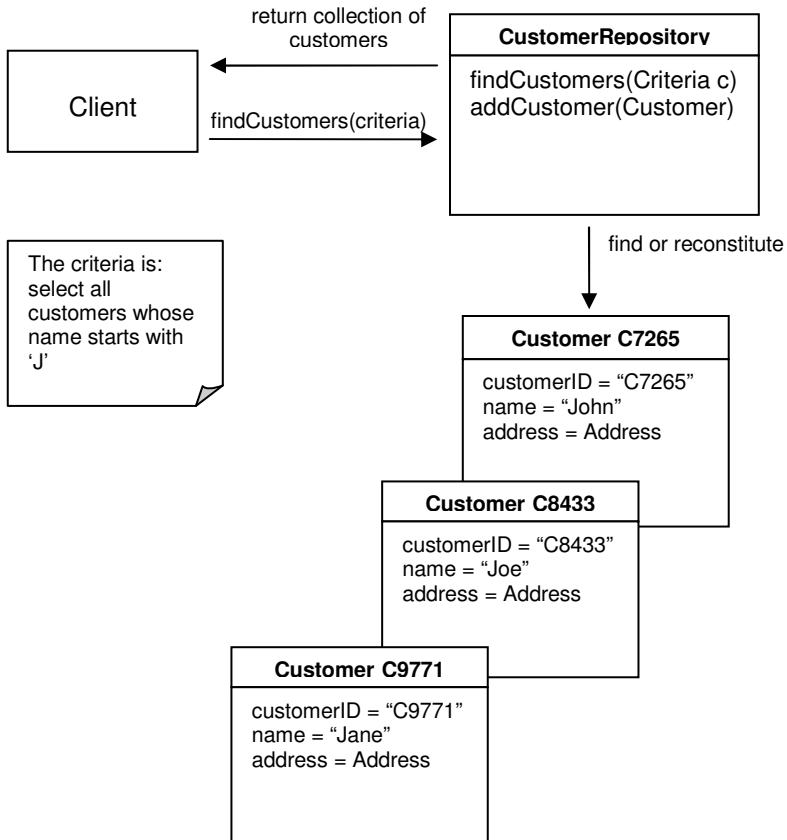 return collection of
customers
CustomerRepository
findCustomers(Criteria c)
addCustomer(Customer)
Client
findCustomers(criteria)
find or reconstitute
The criteria is:
select all
customers whose
name starts with
‘J’
Customer C7265
customerID = “C7265”
name = “John”
address = Address
Customer C8433
customerID = “C8433”
name = “Joe”
address = Address
Customer C9771
customerID = “C9771”
name = “Jane”
address = Address